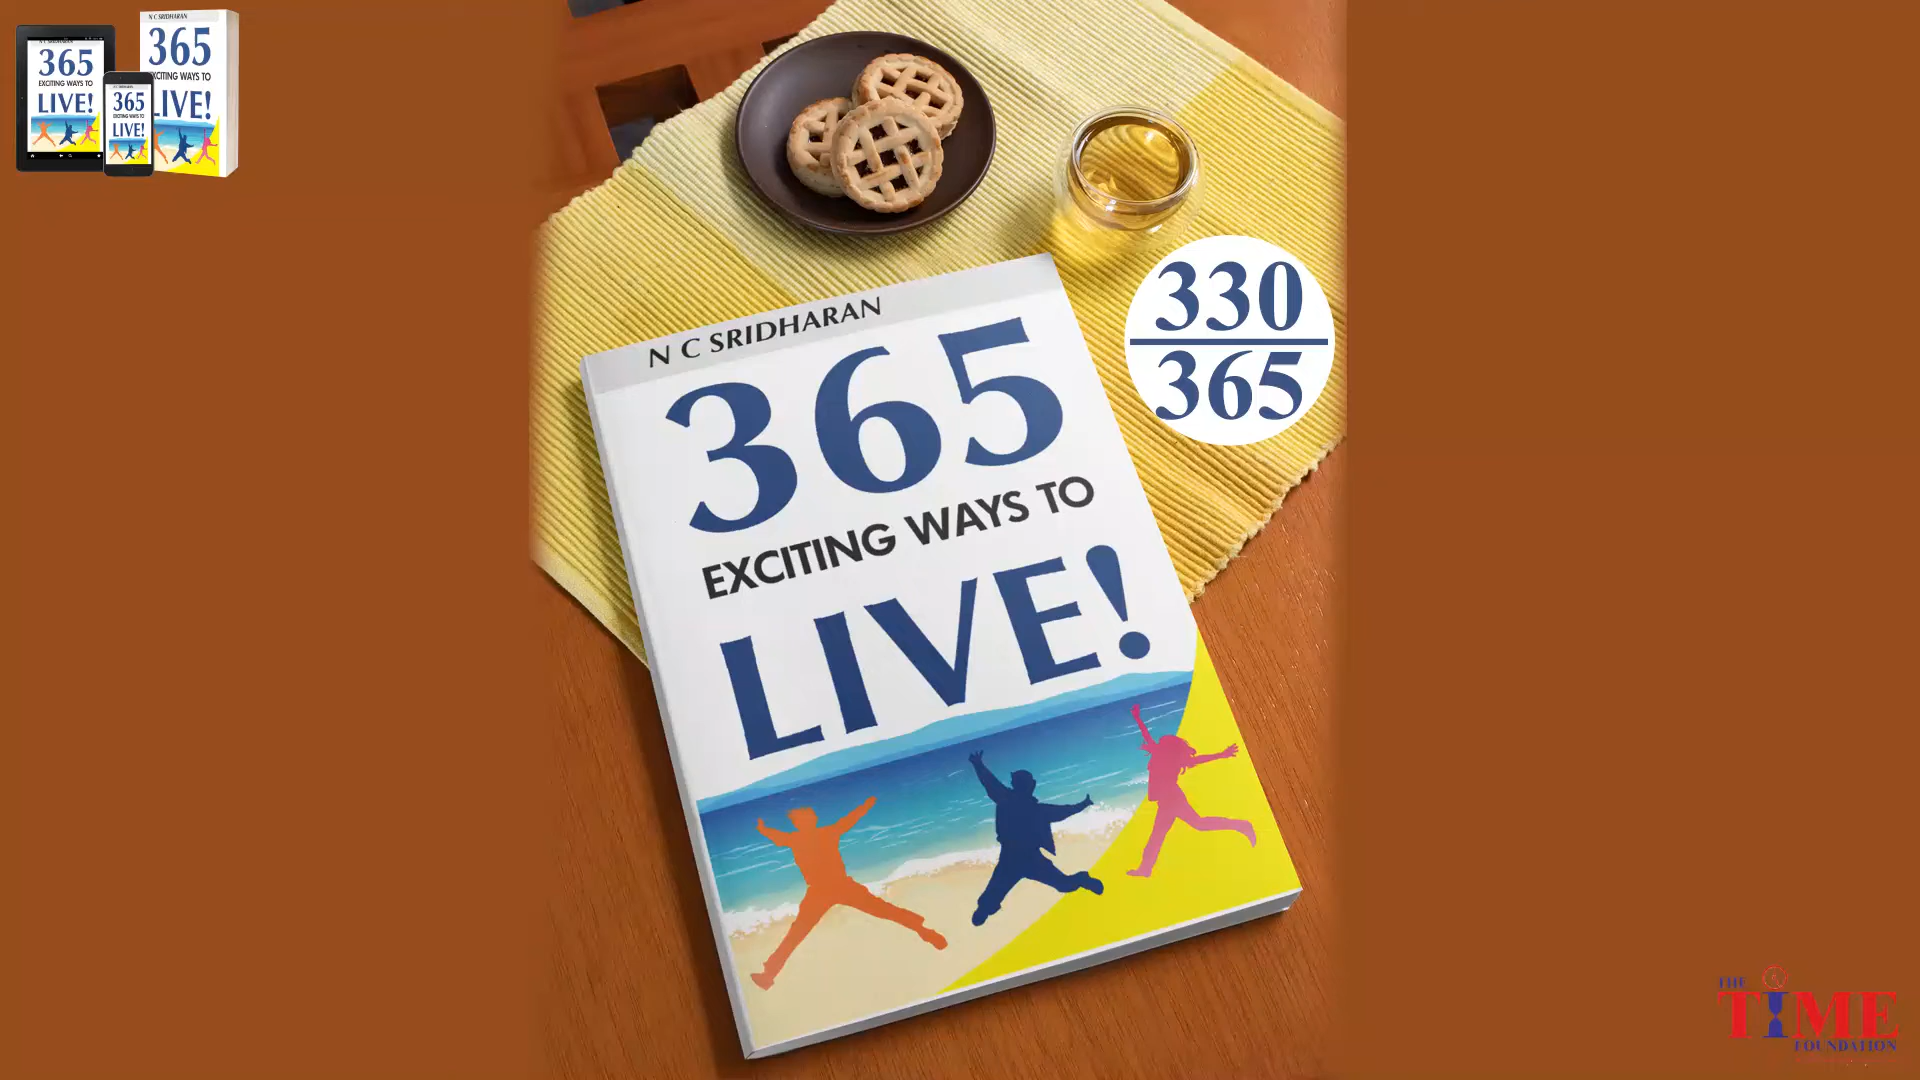 N C SRIDHARAN
365
EXCITING WAYS TO
LIVE!
365
EXCITING WAYS TO
LIVE!
365
EXCITING WAYS TO
LIVE!
N C SRIDHARAN
365
EXCITING WAYS TO
LIVE!
330
365
THE
TIME
FOUNDATION